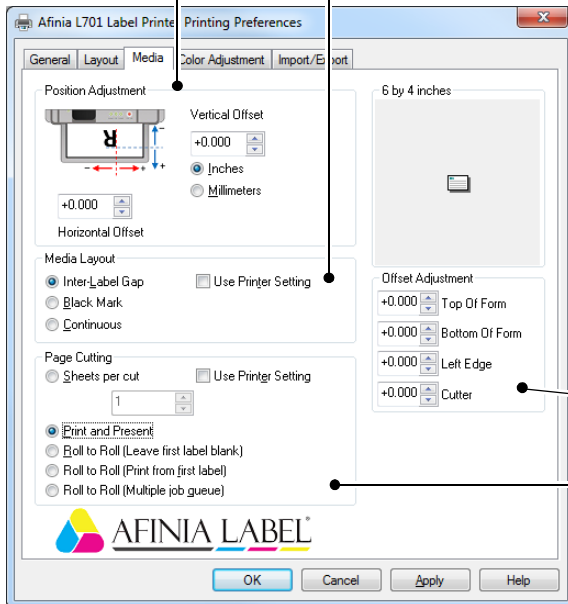 Afinia L701 Label Printer Printing Preferences
General Layout Media Color Adjustment Import/Export
Position Adjustment
R
Vertical Offset
+0.000
Inches
Millimeters
- + - +
+0.000
Horizontal Offset
Media Layout
Inter-Label Gap
Use Printer Setting
Black Mark
Continuous
Page Cutting
Sheets per cut
Use Printer Setting
1
Print and Present
Roll to Roll (Leave first label blank)
Roll to Roll (Print from first label)
Roll to Roll (Multiple job queue)
6 by 4 inches
Offset Adjustment
+0.000 Top Of Form
+0.000 Bottom Of Form
+0.000 Left Edge
+0.000 Cutter
AFINIA LABEL
OK Cancel Apply Help